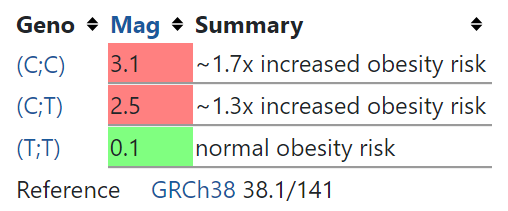 Geno Mag Summary
(C;C) 3.1 ~1.7x increased obesity risk
(C;T) 2.5 ~1.3x increased obesity risk
(T;T) 0.1 normal obesity risk
Reference GRCh38 38.1/141